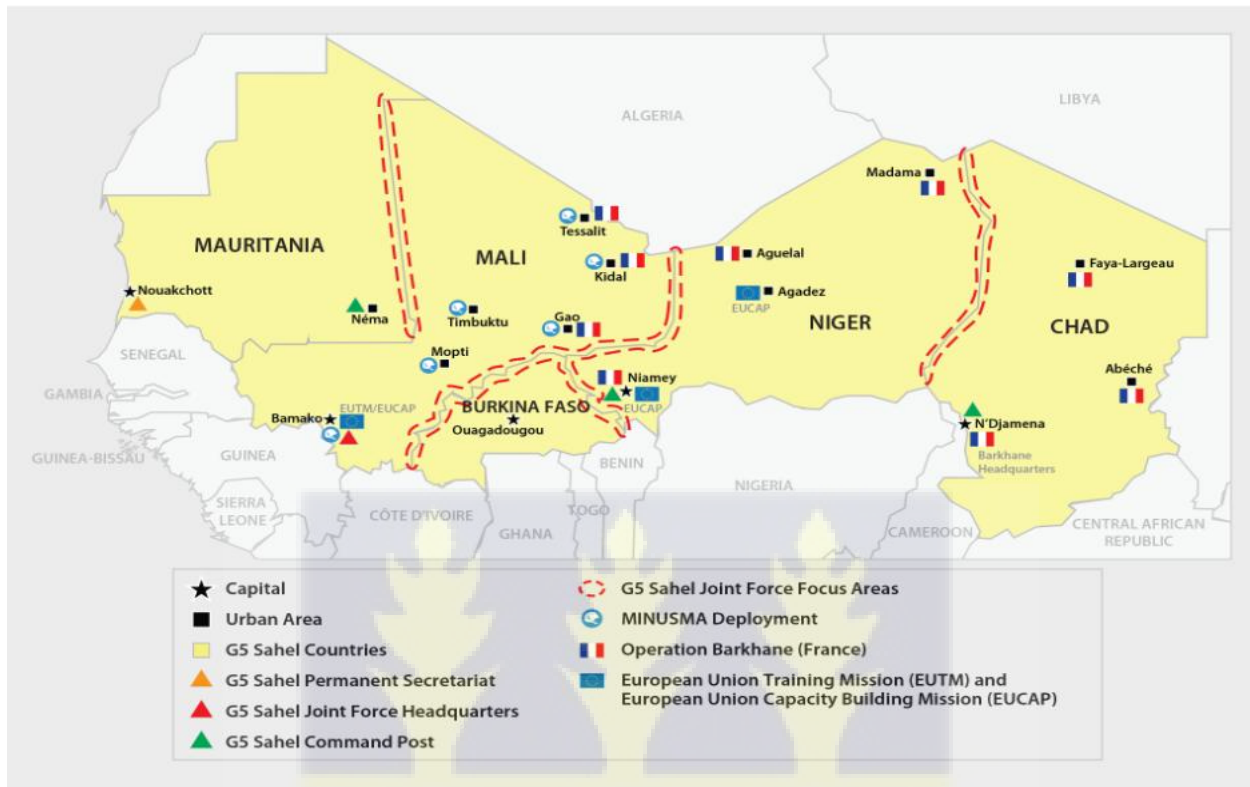 ALGERIA
LIBYA
Madama
MAURITANIA
MALI
Tessalit
Kidal
Aguelal
Faya-Largeau
Nouakchott
Néma
Timbuktu
Gao
Agadez
EUCAP
NIGER
CHAD
SENEGAL
Mopti
Niamey
EUCAP
Abéché
GAMBIA
BURKINA FASO
Ouagadougou
EUTM/EUCAP
Bamako
N'Djamena
Barkhane
Headquarters
GUINEA-BISSAU
GUINEA
BENIN
NIGERIA
SIERRA
LEONE
CÔTE D'IVOIRE
GHANA
TOGO
CAMEROON
CENTRAL AFRICAN
REPUBLIC
Capital
Urban Area
G5 Sahel Countries
G5 Sahel Permanent Secretariat
G5 Sahel Joint Force Headquarters
G5 Sahel Command Post
G5 Sahel Joint Force Focus Areas
MINUSMA Deployment
Operation Barkhane (France)
European Union Training Mission (EUTM) and
European Union Capacity Building Mission (EUCAP)